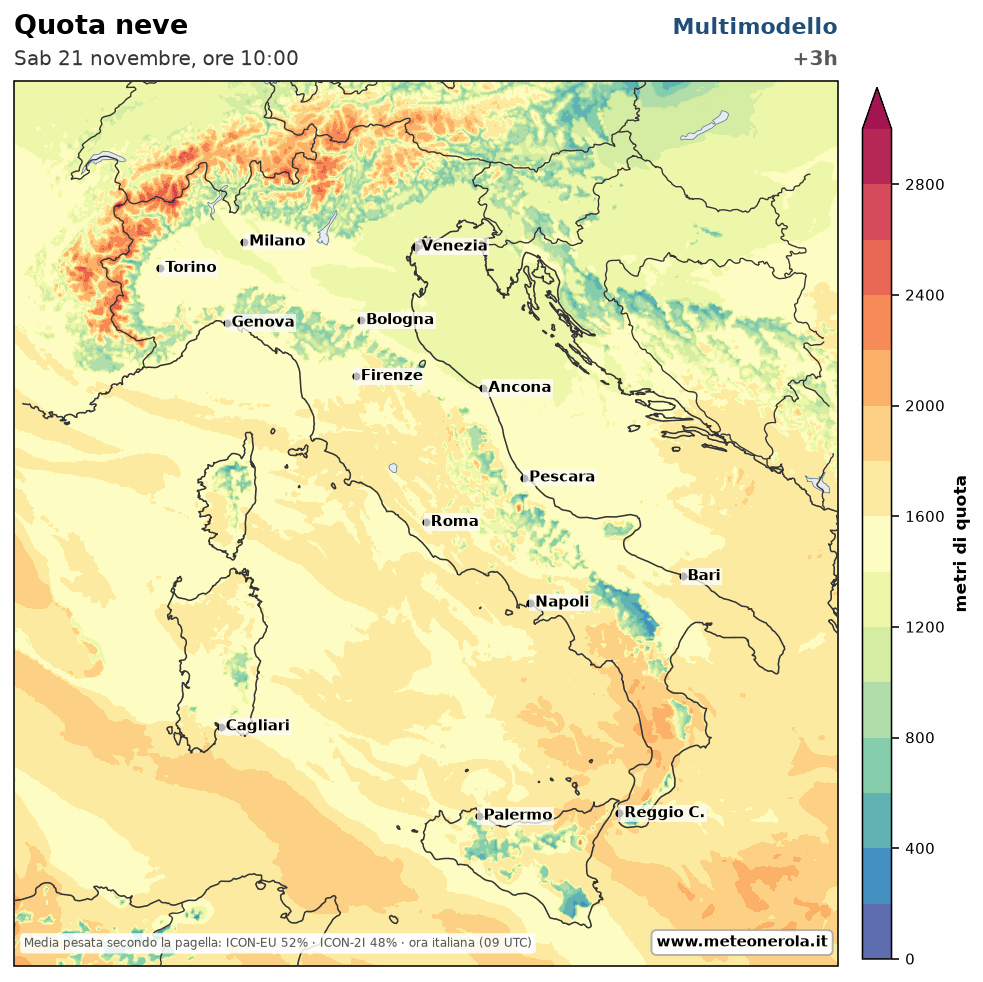 Quota neve
Multimodello
Sab 21 novembre, ore 10:00
+3h
Milano
Venezia
Torino
Genova
Bologna
Firenze
Ancona
Pescara
Roma
Bari
Napoli
Cagliari
Palermo
Reggio C.
2800
2400
2000
1600
1200
800
400
0
metri di quota
Media pesata secondo la pagella: ICON-EU 52% · ICON-2I 48% · ora italiana (09 UTC)
www.meteonerola.it